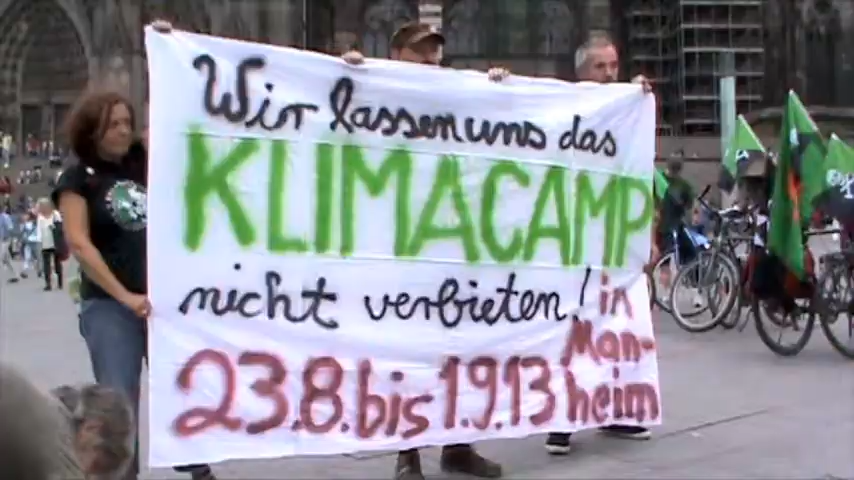 Wir lassen uns das
KLIMACAMP
nicht verbieten! in
Man-
23.8. bis 1.9.13 heim